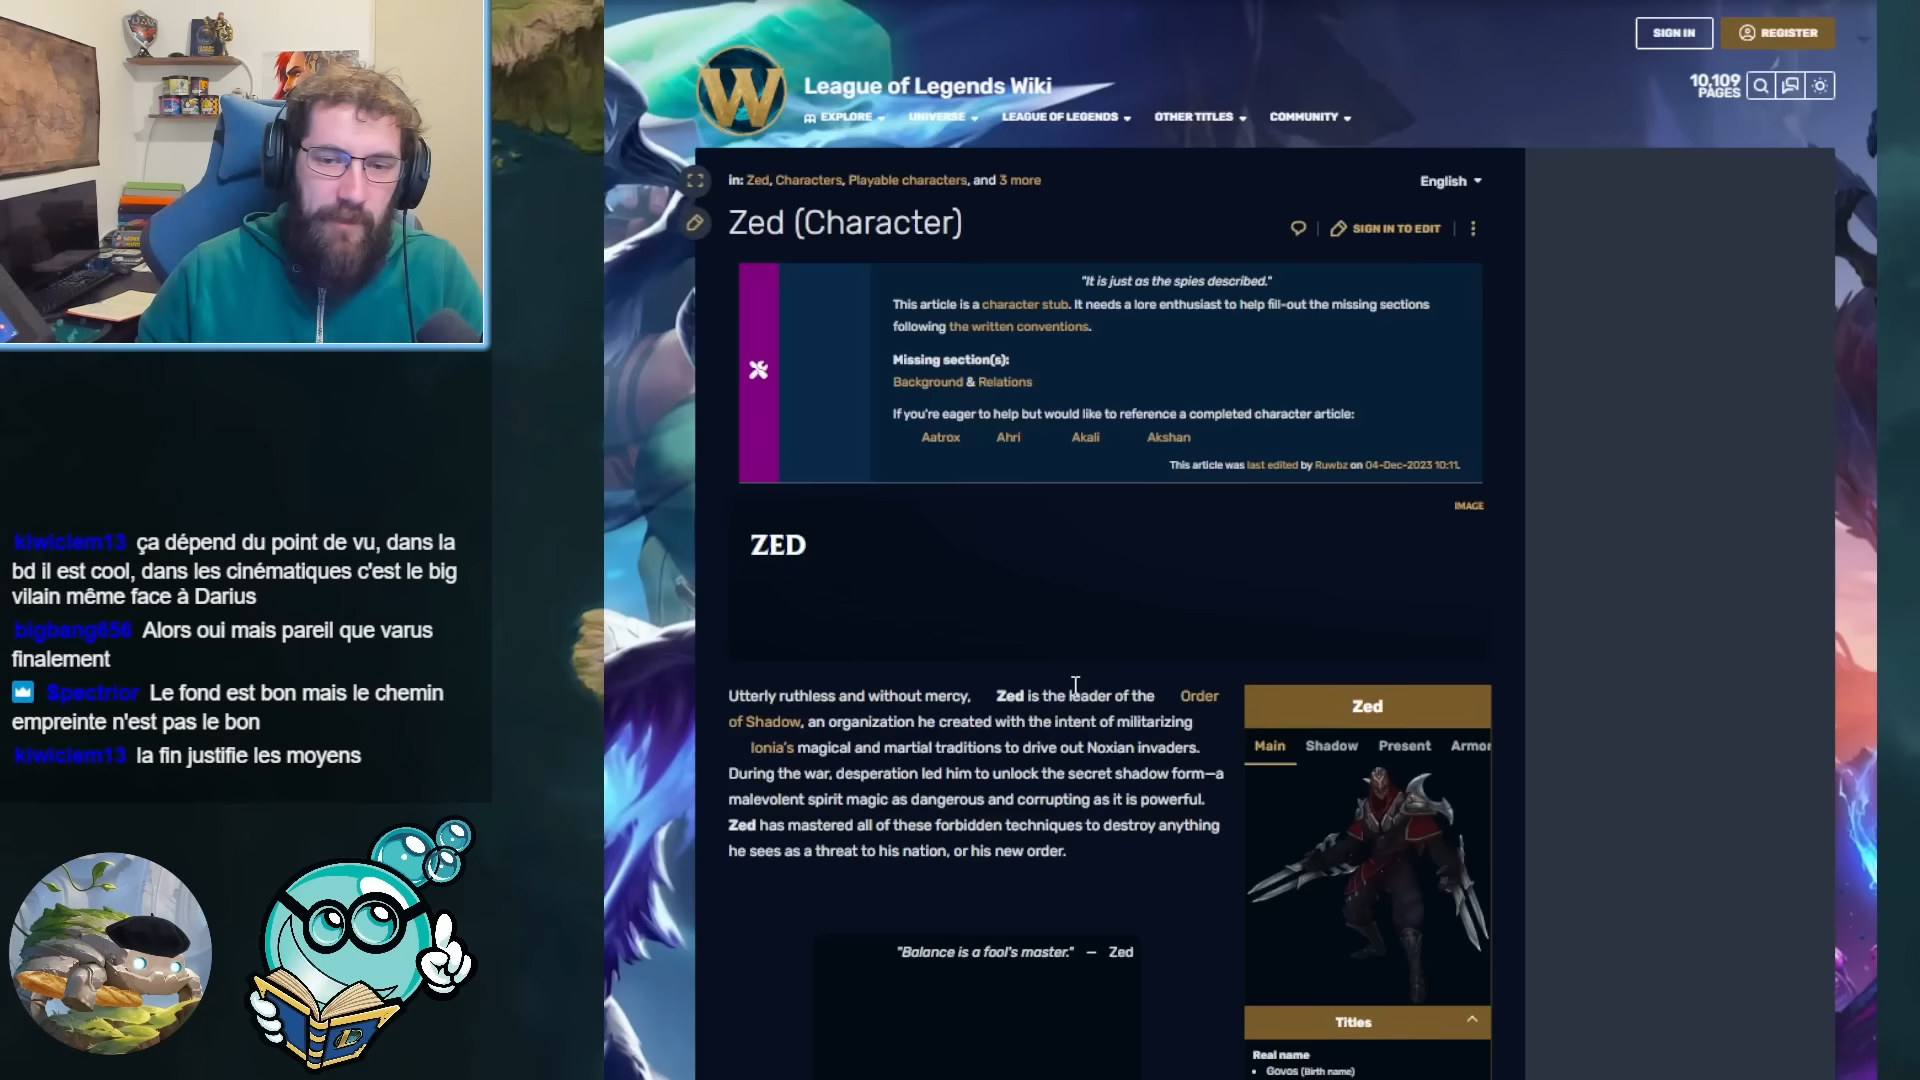 SIGN IN
REGISTER
W
League of Legends Wiki
10,109
PAGES
EXPLORE
UNIVERSE
LEAGUE OF LEGENDS
OTHER TITLES
COMMUNITY
in: Zed, Characters, Playable characters, and 3 more
English
Zed (Character)
SIGN IN TO EDIT
"It is just as the spies described."
This article is a character stub. It needs a lore enthusiast to help fill-out the missing sections
following the written conventions.
Missing section(s):
Background & Relations
If you're eager to help but would like to reference a completed character article:
Aatrox Ahri Akali Akshan
This article was last edited by Ruwbz on 04-Dec-2023 10:11.
IMAGE
ZED
Utterly ruthless and without mercy, Zed is the leader of the Order
of Shadow, an organization he created with the intent of militarizing
Ionia's magical and martial traditions to drive out Noxian invaders.
During the war, desperation led him to unlock the secret shadow form—a
malevolent spirit magic as dangerous and corrupting as it is powerful.
Zed has mastered all of these forbidden techniques to destroy anything
he sees as a threat to his nation, or his new order.
"Balance is a fool's master." — Zed
Zed
Main Shadow Present Armor
Titles
Real name
• Govos (Birth name)
kiwiclem13 ça dépend du point de vu, dans la
bd il est cool, dans les cinématiques c'est le big
vilain même face à Darius
bigbang656 Alors oui mais pareil que varus
finalement
Spectrior Le fond est bon mais le chemin
empreinte n'est pas le bon
kiwiclem13 la fin justifie les moyens